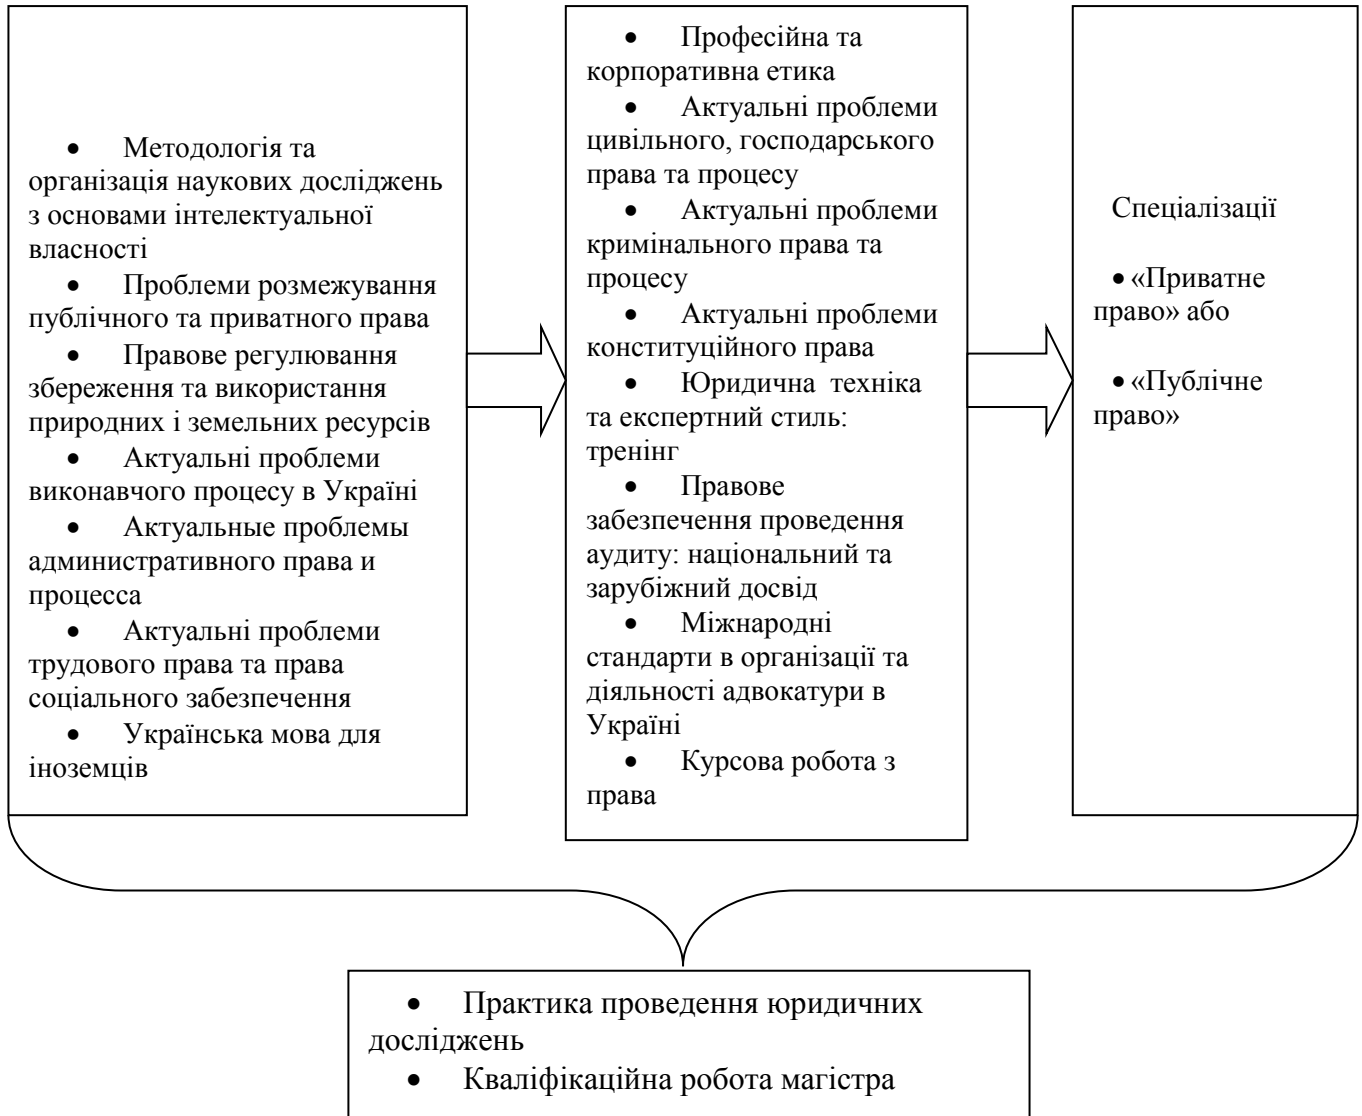 • Методологія та
організація наукових досліджень
з основами інтелектуальної
власності
• Проблеми розмежування
публічного та приватного права
• Правове регулювання
збереження та використання
природних і земельних ресурсів
• Актуальні проблеми
виконавчого процесу в Україні
• Актуальные проблемы
административного права и
процесса
• Актуальні проблеми
трудового права та права
соціального забезпечення
• Українська мова для
іноземців
• Професійна та
корпоративна етика
• Актуальні проблеми
цивільного, господарського
права та процесу
• Актуальні проблеми
кримінального права та
процесу
• Актуальні проблеми
конституційного права
• Юридична техніка
та експертний стиль:
тренінг
• Правове
забезпечення проведення
аудиту: національний та
зарубіжний досвід
• Міжнародні
стандарти в організації та
діяльності адвокатури в
Україні
• Курсова робота з
права
Спеціалізації
• «Приватне
право» або
• «Публічне
право»
• Практика проведення юридичних
досліджень
• Кваліфікаційна робота магістра